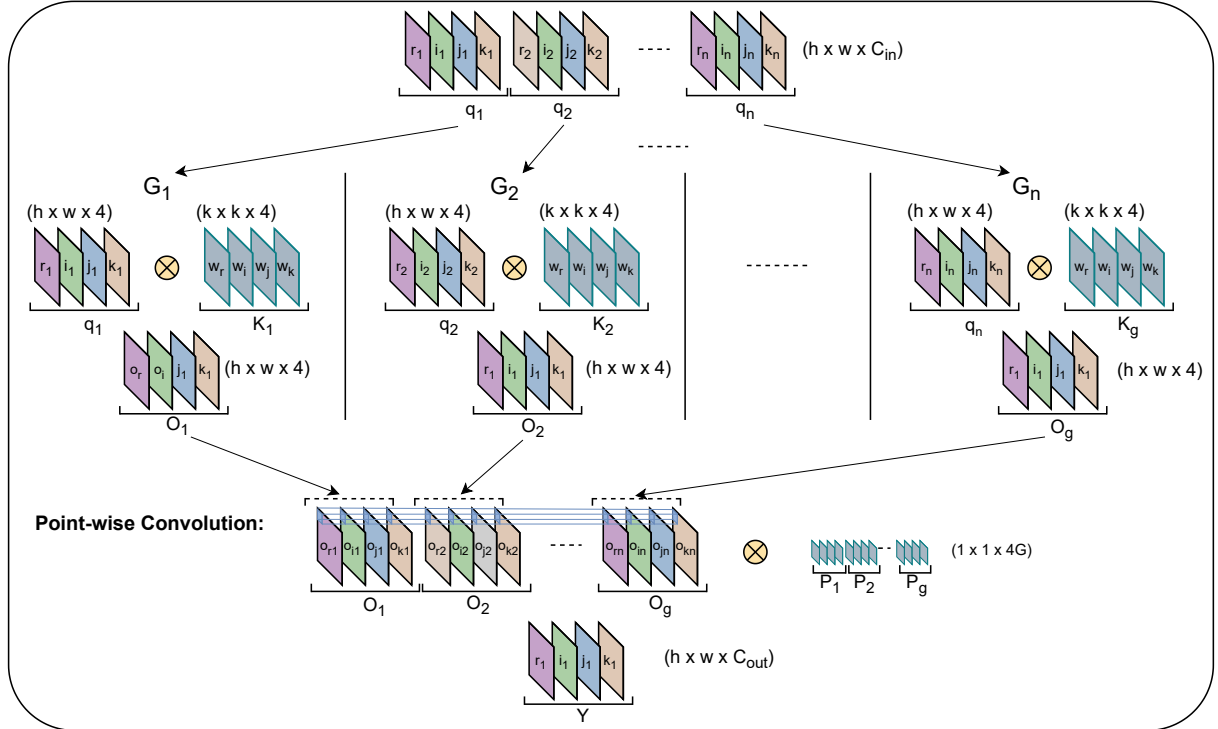 r1 i1 j1 k1 r2 i2 j2 k2 ----- rn in jn kn (h x w x Cin)
q1 q2 qn
G1 G2 Gn
(h x w x 4) (k x k x 4) (h x w x 4) (k x k x 4) (h x w x 4) (k x k x 4)
r1 i1 j1 k1 ⊗ wr wi wj wk r2 i2 j2 k2 ⊗ wr wi wj wk rn in jn kn ⊗ wr wi wj wk
q1 K1 q2 K2 qn Kg
or oi j1 k1 (h x w x 4) r1 i1 j1 k1 (h x w x 4) r1 i1 j1 k1 (h x w x 4)
O1 O2 Og
Point-wise Convolution:
or1 oi1 oj1 ok1 or2 oi2 oj2 ok2 ---- orn oin ojn okn ⊗ (1 x 1 x 4G)
P1 P2 Pg
O1 O2 Og
r1 i1 j1 k1 (h x w x Cout)
Y